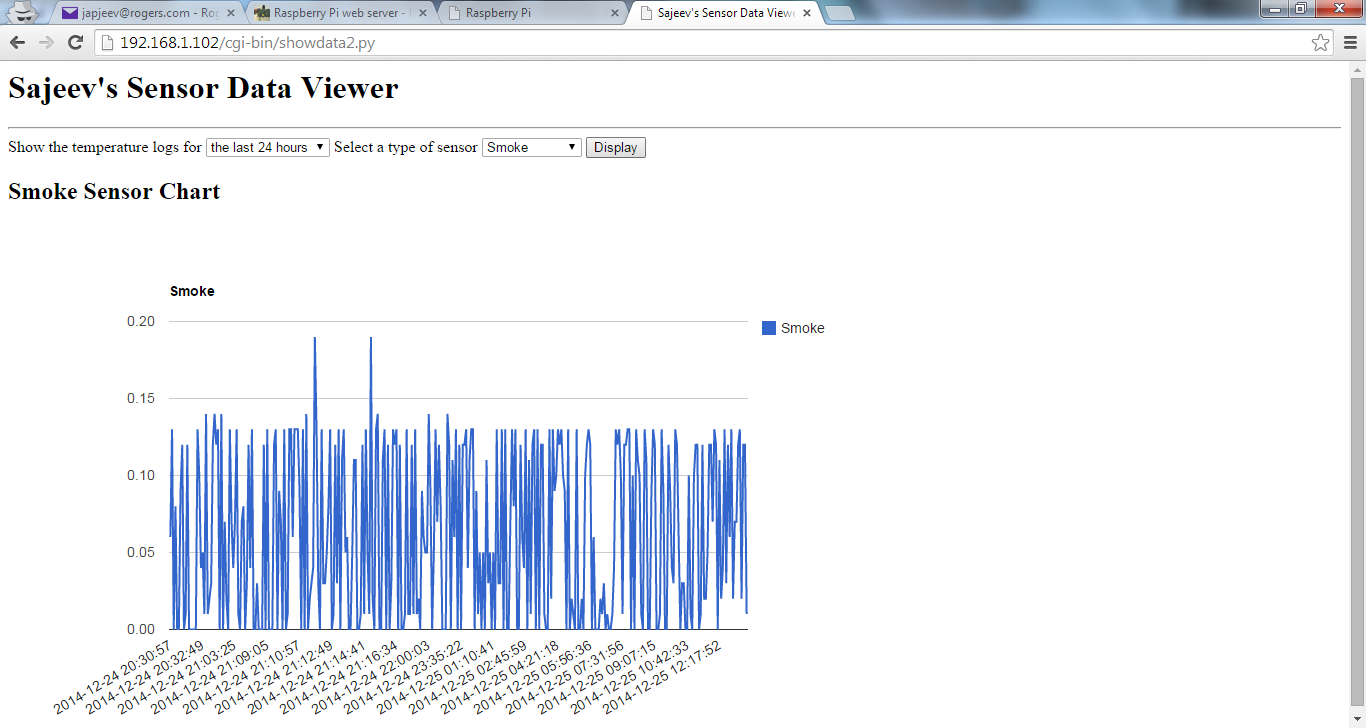 japjeev@rogers.com - Rog
Raspberry Pi web server -
Raspberry Pi
Sajeev's Sensor Data Viewe
192.168.1.102/cgi-bin/showdata2.py
Sajeev's Sensor Data Viewer
Show the temperature logs for the last 24 hours Select a type of sensor Smoke Display
Smoke Sensor Chart
Smoke
0.20
Smoke
0.15
0.10
0.05
0.00
2014-12-24 20:30:57
2014-12-24 20:32:49
2014-12-24 21:03:25
2014-12-24 21:09:05
2014-12-24 21:10:57
2014-12-24 21:12:49
2014-12-24 21:14:41
2014-12-24 21:16:34
2014-12-24 22:00:03
2014-12-24 23:35:22
2014-12-25 01:10:41
2014-12-25 02:45:59
2014-12-25 04:21:18
2014-12-25 05:56:36
2014-12-25 07:31:56
2014-12-25 09:07:15
2014-12-25 10:42:33
2014-12-25 12:17:52